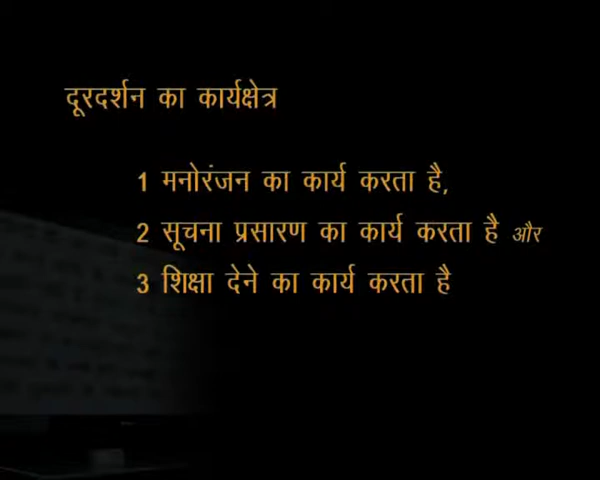 दूरदर्शन का कार्यक्षेत्र
1 मनोरंजन का कार्य करता है,
2 सूचना प्रसारण का कार्य करता है और
3 शिक्षा देने का कार्य करता है